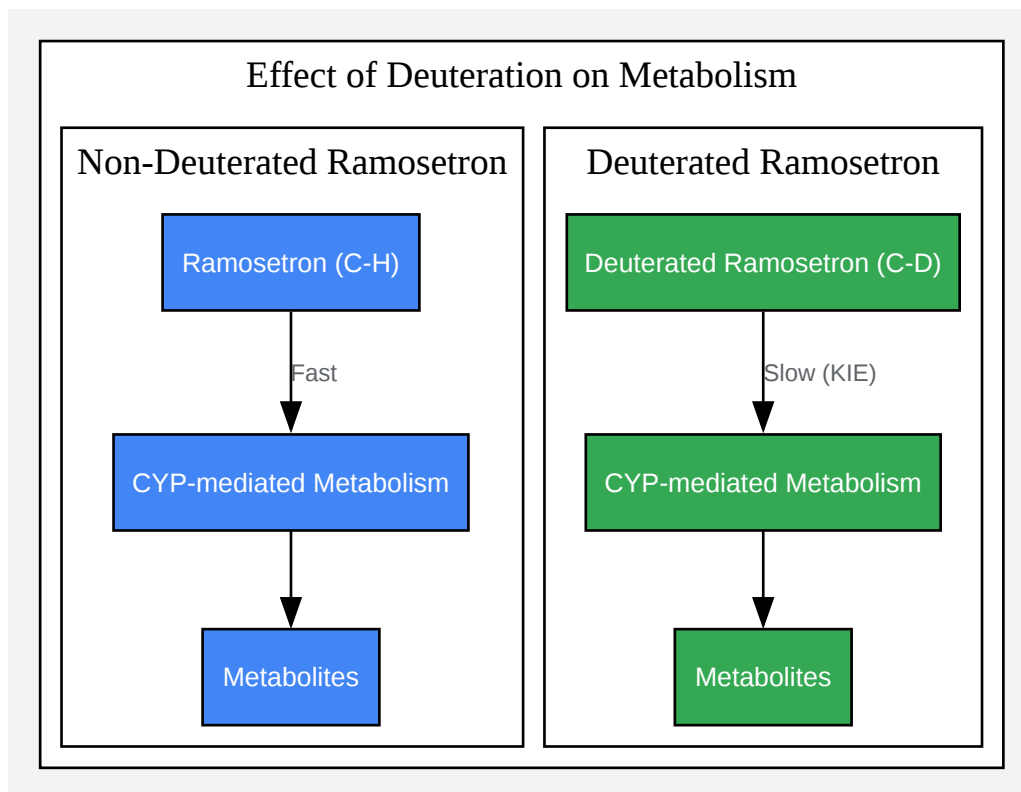 Effect of Deuteration on Metabolism
Non-Deuterated Ramosetron
Ramosetron (C-H)
Fast
CYP-mediated Metabolism
Metabolites
Deuterated Ramosetron
Deuterated Ramosetron (C-D)
Slow (KIE)
CYP-mediated Metabolism
Metabolites